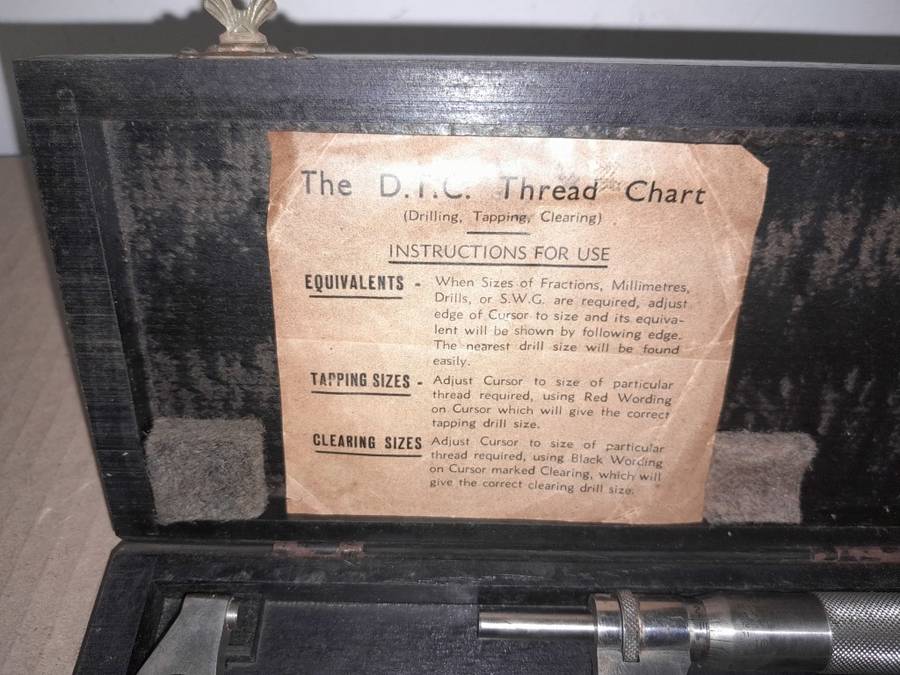 The D.T.C. Thread Chart
(Drilling, Tapping, Clearing)
INSTRUCTIONS FOR USE
EQUIVALENTS - When Sizes of Fractions, Millimetres,
Drills, or S.W.G. are required, adjust
edge of Cursor to size and its equiva-
lent will be shown by following edge.
The nearest drill size will be found
easily.
TAPPING SIZES - Adjust Cursor to size of particular
thread required, using Red Wording
on Cursor which will give the correct
tapping drill size.
CLEARING SIZES Adjust Cursor to size of particular
thread required, using Black Wording
on Cursor marked Clearing, which will
give the correct clearing drill size.